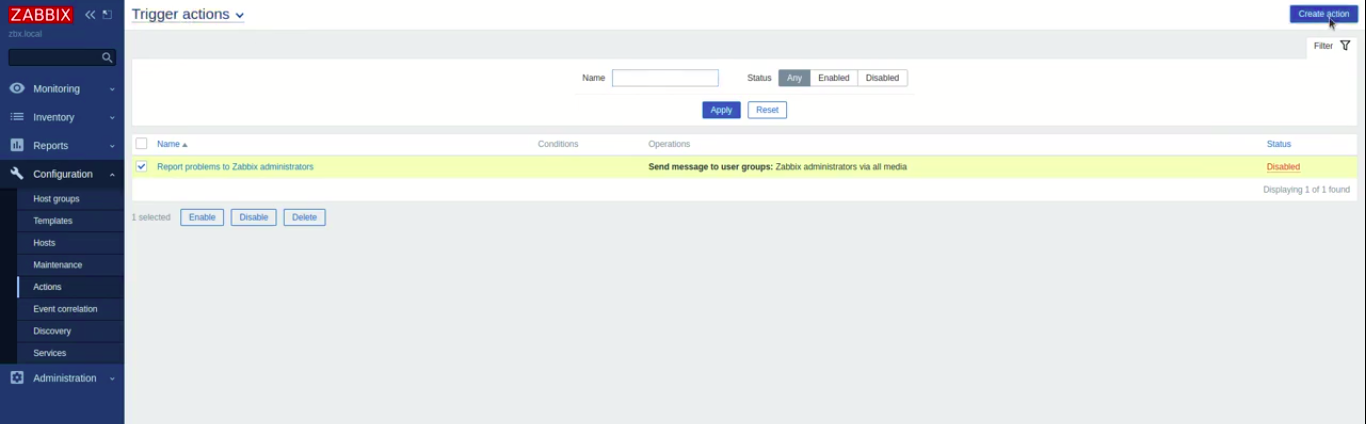 ZABBIX
zbx.local
Monitoring
Inventory
Reports
Configuration
Host groups
Templates
Hosts
Maintenance
Actions
Event correlation
Discovery
Services
Administration
Trigger actions
Create action
Filter
Name
Status Any Enabled Disabled
Apply Reset
Name Conditions Operations Status
Report problems to Zabbix administrators Send message to user groups: Zabbix administrators via all media Disabled
Displaying 1 of 1 found
1 selected Enable Disable Delete